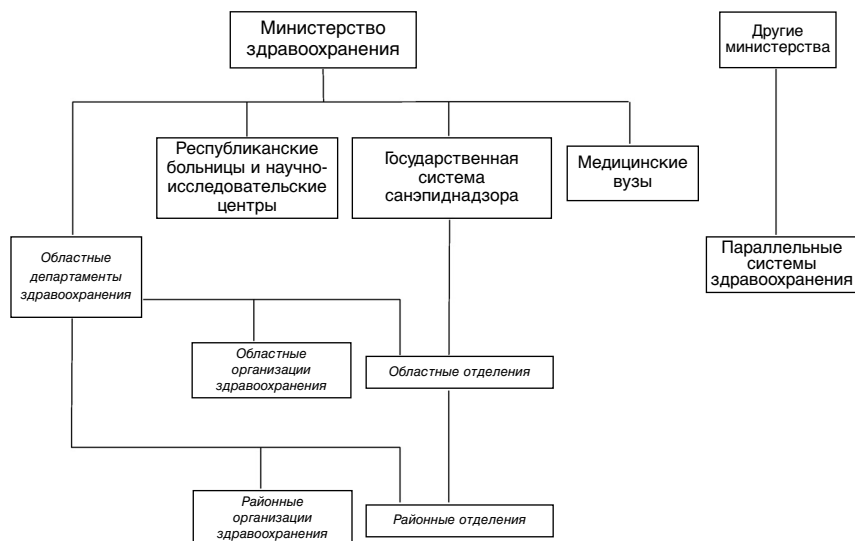 Министерство
здравоохранения
Другие
министерства
Республиканские
больницы и научно-
исследовательские
центры
Государственная
система
санэпиднадзора
Медицинские
вузы
Областные
департаменты
здравоохранения
Параллельные
системы
здравоохранения
Областные
организации
здравоохранения
Областные отделения
Районные
организации
здравоохранения
Районные отделения